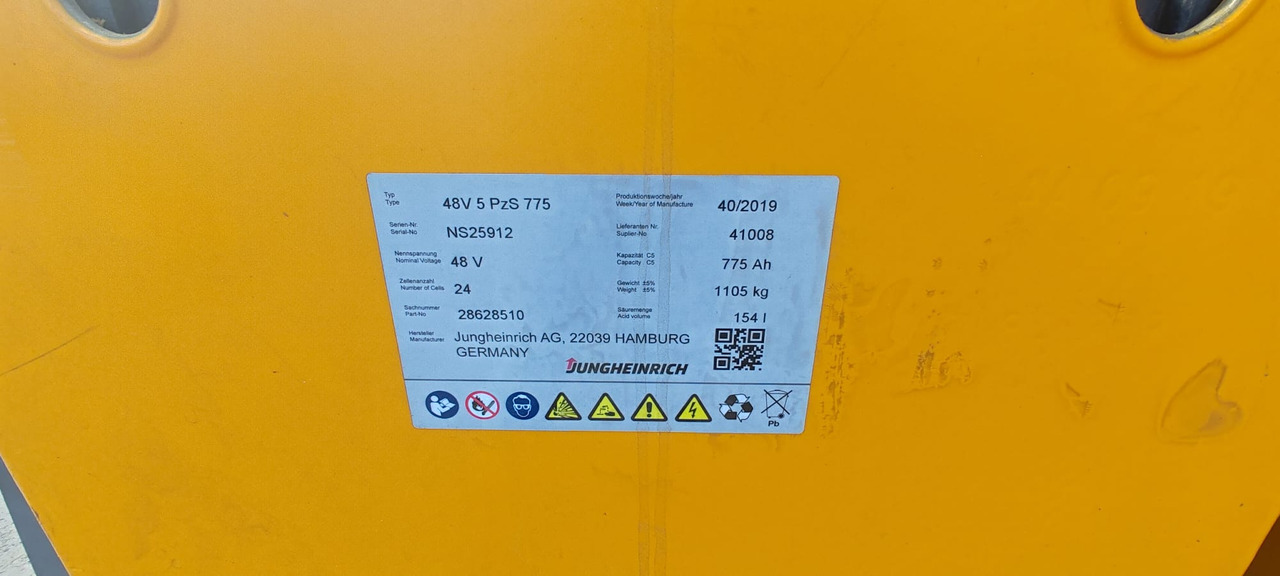 Typ
Type
48V 5 PzS 775
Produktionswoche/jahr
Week/Year of Manufacture
40/2019
Serien-Nr.
Serial-No
NS25912
Lieferanten Nr.
Suplier-No
41008
Nennspannung
Nominal Voltage
48 V
Kapazität C5
Capacity C5
775 Ah
Zellenanzahl
Number of Cells
24
Gewicht ±5%
Weight ±5%
1105 kg
Sachnummer
Part-No
28628510
Säuremenge
Acid volume
154 l
Hersteller
Manufacturer
Jungheinrich AG, 22039 HAMBURG
GERMANY
JUNGHEINRICH
Pb